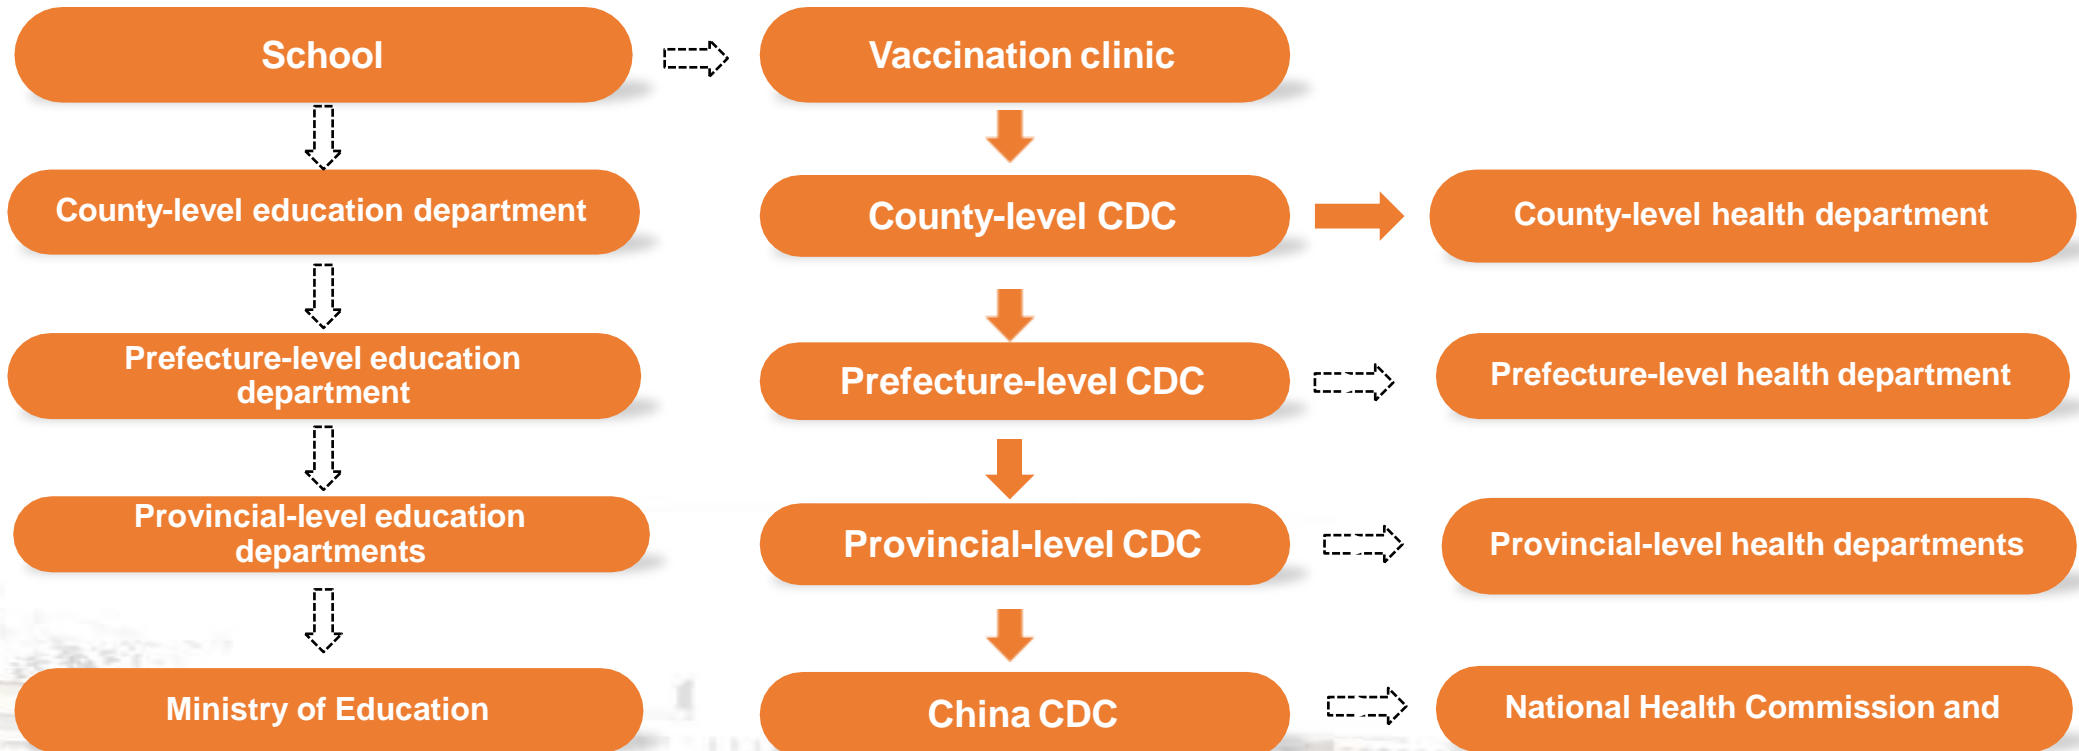 School
Vaccination clinic
County-level education department
County-level CDC
County-level health department
Prefecture-level education
department
Prefecture-level CDC
Prefecture-level health department
Provincial-level education
departments
Provincial-level CDC
Provincial-level health departments
Ministry of Education
China CDC
National Health Commission and